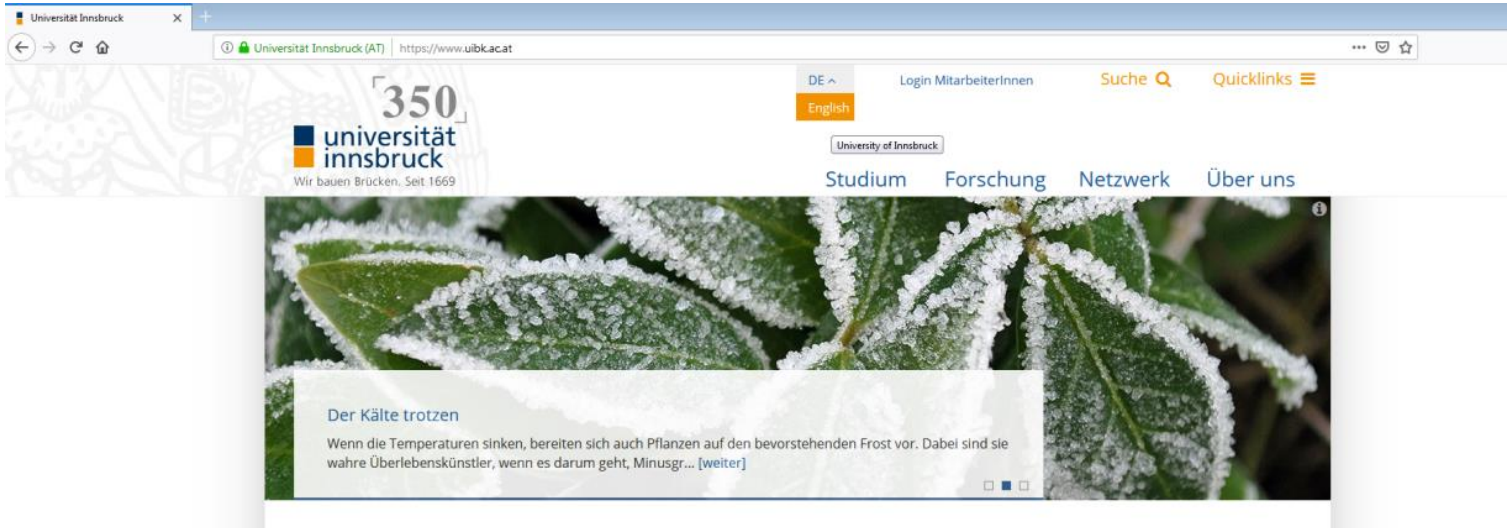 Universität Innsbruck
Universität Innsbruck (AT) https://www.uibk.ac.at
350
DE Login MitarbeiterInnen Suche Quicklinks
English
universität
innsbruck
University of Innsbruck
Wir bauen Brücken. Seit 1669
Studium Forschung Netzwerk Über uns
Der Kälte trotzen
Wenn die Temperaturen sinken, bereiten sich auch Pflanzen auf den bevorstehenden Frost vor. Dabei sind sie
wahre Überlebenskünstler, wenn es darum geht, Minusgr... [weiter]